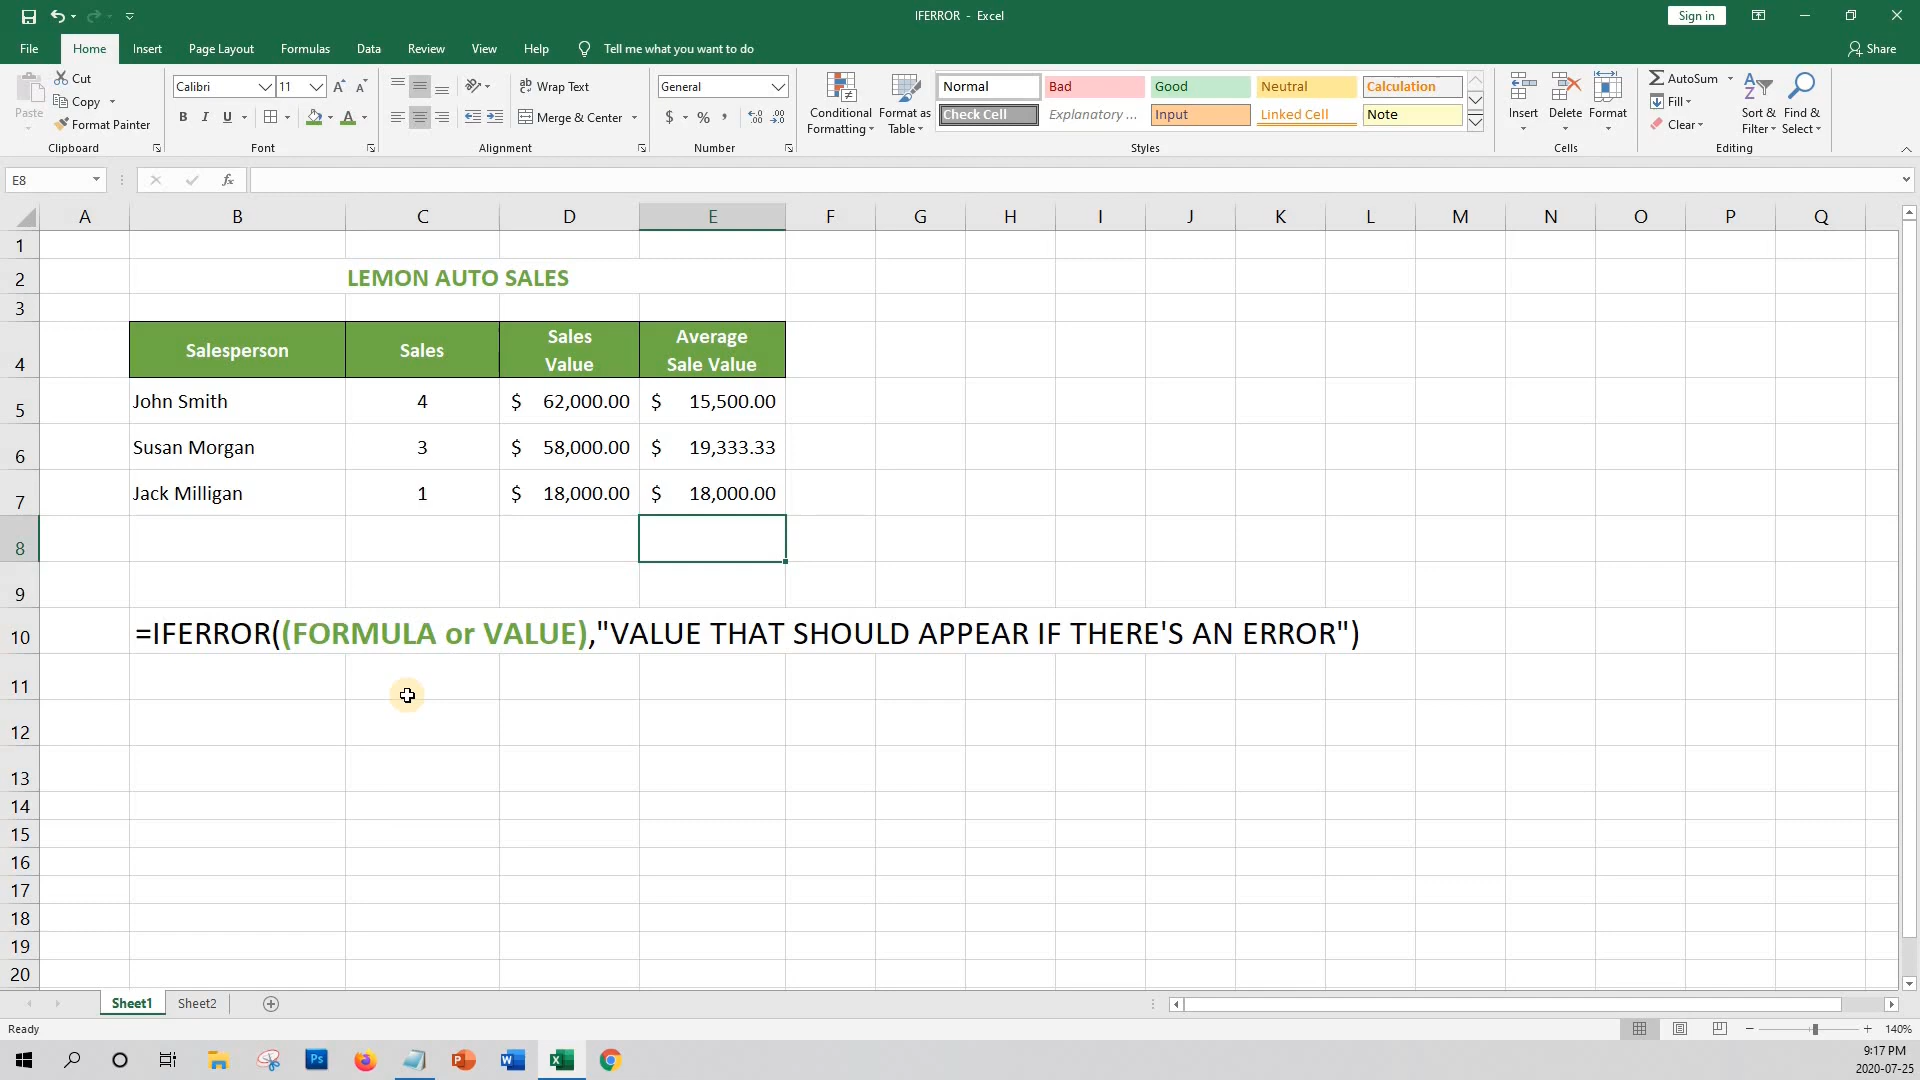 IFERROR - Excel
Sign in
File Home Insert Page Layout Formulas Data Review View Help Tell me what you want to do Share
Paste
Cut
Copy
Format Painter
Clipboard
Calibri 11
B I U
Font
Wrap Text
Merge & Center
Alignment
General
$ % ,
Number
Conditional Formatting
Format as Table
Normal Bad Good Neutral Calculation
Check Cell Explanatory ... Input Linked Cell Note
Styles
Insert Delete Format
Cells
AutoSum
Fill
Clear
Sort & Filter
Find & Select
Editing
E8
fx
A B C D E F G H I J K L M N O P Q
1
2 LEMON AUTO SALES
3
4 Salesperson Sales Sales Value Average Sale Value
5 John Smith 4 $ 62,000.00 $ 15,500.00
6 Susan Morgan 3 $ 58,000.00 $ 19,333.33
7 Jack Milligan 1 $ 18,000.00 $ 18,000.00
8
9
10 =IFERROR((FORMULA or VALUE),"VALUE THAT SHOULD APPEAR IF THERE'S AN ERROR")
11
12
13
14
15
16
17
18
19
20
Sheet1 Sheet2
Ready
140%
Ps
9:17 PM
2020-07-25